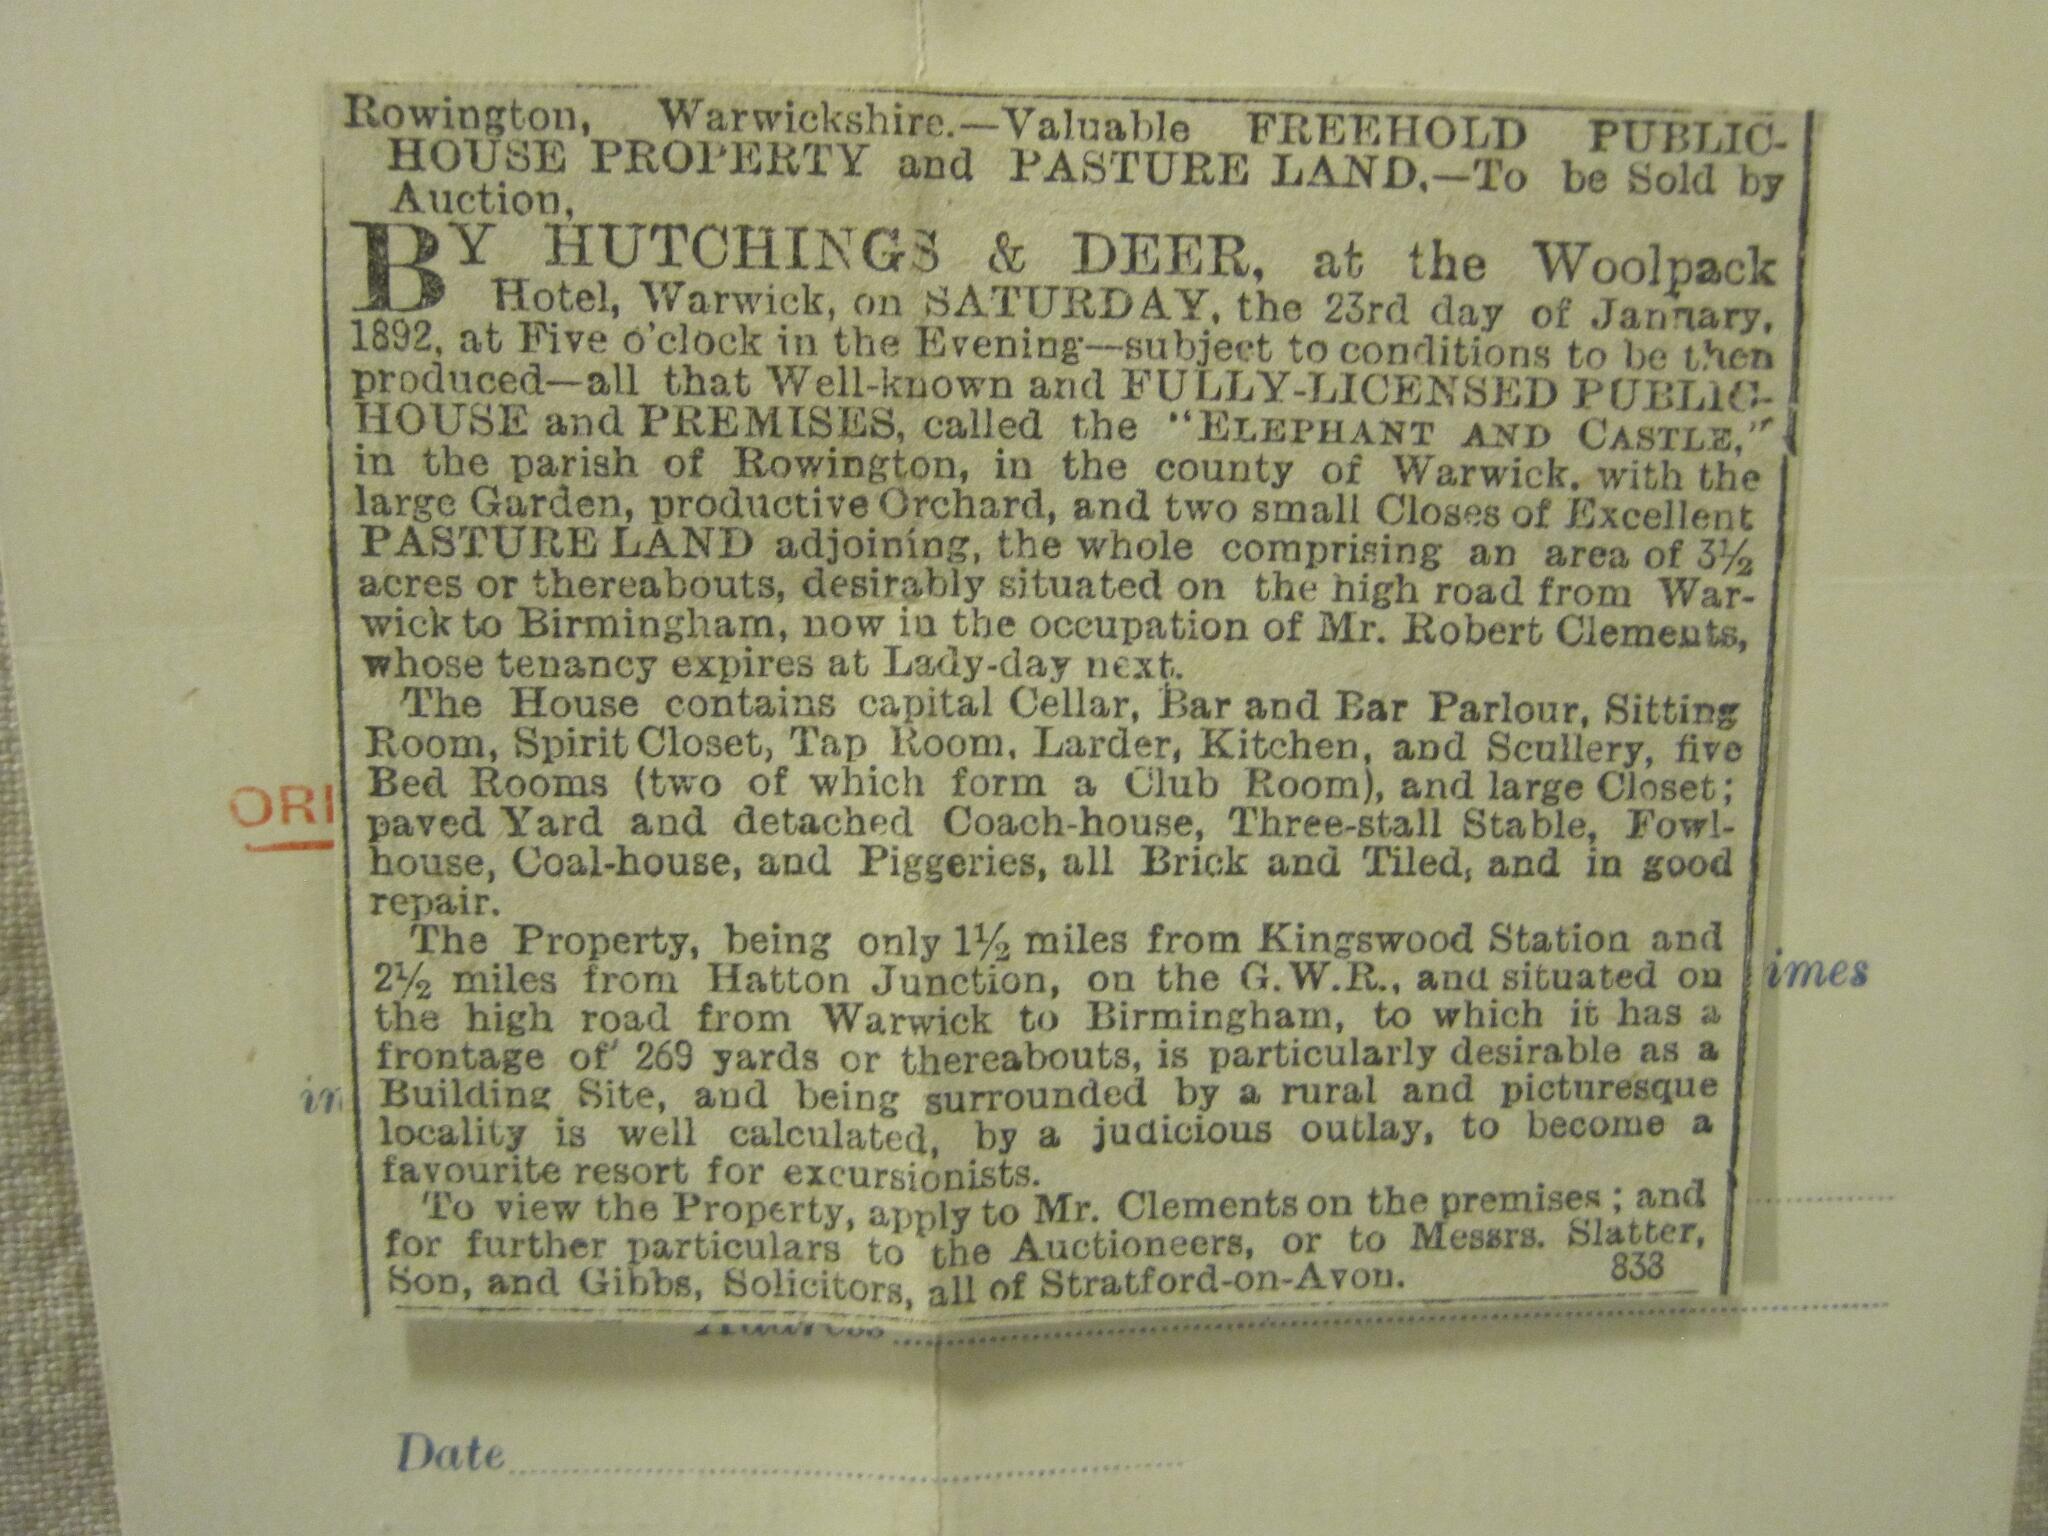 Rowington, Warwickshire.—Valuable FREEHOLD PUBLIC-
HOUSE PROPERTY and PASTURE LAND.—To be Sold by
Auction,
BY HUTCHINGS & DEER, at the Woolpack
Hotel, Warwick, on SATURDAY, the 23rd day of January,
1892, at Five o'clock in the Evening—subject to conditions to be then
produced—all that Well-known and FULLY-LICENSED PUBLIC-
HOUSE and PREMISES, called the "ELEPHANT AND CASTLE,"
in the parish of Rowington, in the county of Warwick, with the
large Garden, productive Orchard, and two small Closes of Excellent
PASTURE LAND adjoining, the whole comprising an area of 3½
acres or thereabouts, desirably situated on the high road from War-
wick to Birmingham, now in the occupation of Mr. Robert Clements,
whose tenancy expires at Lady-day next.
The House contains capital Cellar, Bar and Bar Parlour, Sitting
Room, Spirit Closet, Tap Room, Larder, Kitchen, and Scullery, five
Bed Rooms (two of which form a Club Room), and large Closet;
paved Yard and detached Coach-house, Three-stall Stable, Fowl-
house, Coal-house, and Piggeries, all Brick and Tiled, and in good
repair.
ORI
The Property, being only 1½ miles from Kingswood Station and
2½ miles from Hatton Junction, on the G.W.R., and situated on
imes
the high road from Warwick to Birmingham, to which it has a
frontage of 269 yards or thereabouts, is particularly desirable as a
Building Site, and being surrounded by a rural and picturesque
in
locality is well calculated, by a judicious outlay, to become a
favourite resort for excursionists.
To view the Property, apply to Mr. Clements on the premises; and
for further particulars to the Auctioneers, or to Messrs. Slatter,
Son, and Gibbs, Solicitors, all of Stratford-on-Avon. 838
Address
Date